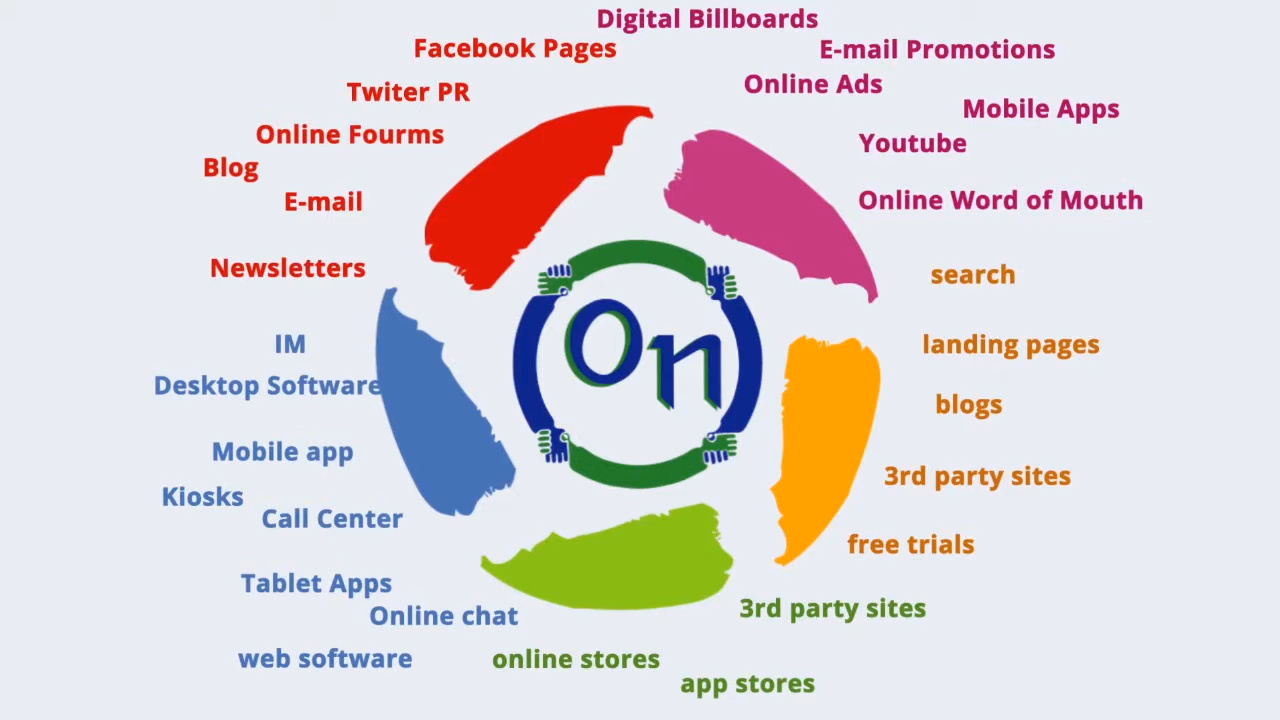 Digital Billboards
Facebook Pages
E-mail Promotions
Twiter PR
Online Ads
Mobile Apps
Online Fourms
Youtube
Blog
E-mail
Online Word of Mouth
Newsletters
search
IM
landing pages
Desktop Software
blogs
On
Mobile app
3rd party sites
Kiosks
Call Center
free trials
Tablet Apps
Online chat
3rd party sites
web software
online stores
app stores